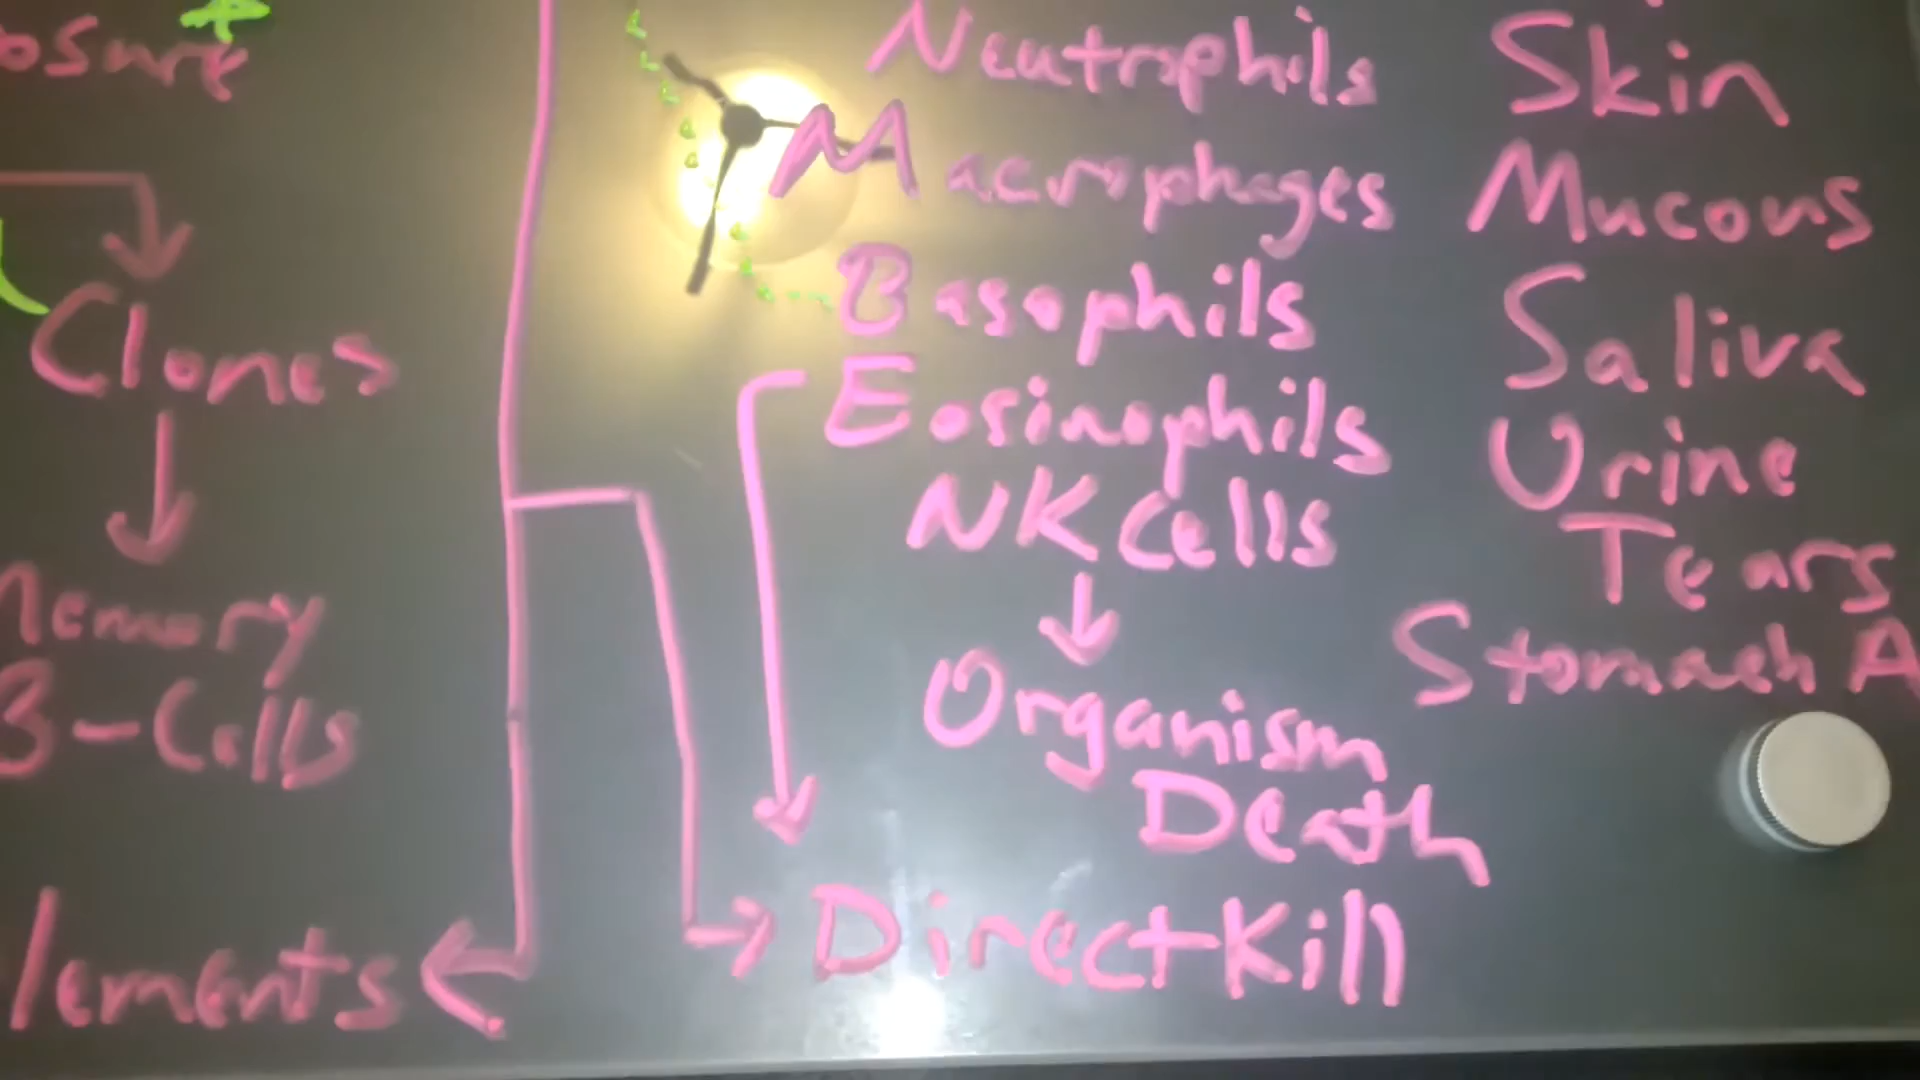 Neutrophils
Macrophages
Basophils
Eosinophils
NK Cells
Organism
Death
Direct Kill
Skin
Mucous
Saliva
Urine
Tears
Stomach A
osure
Clones
Memory
B-Cells
lements